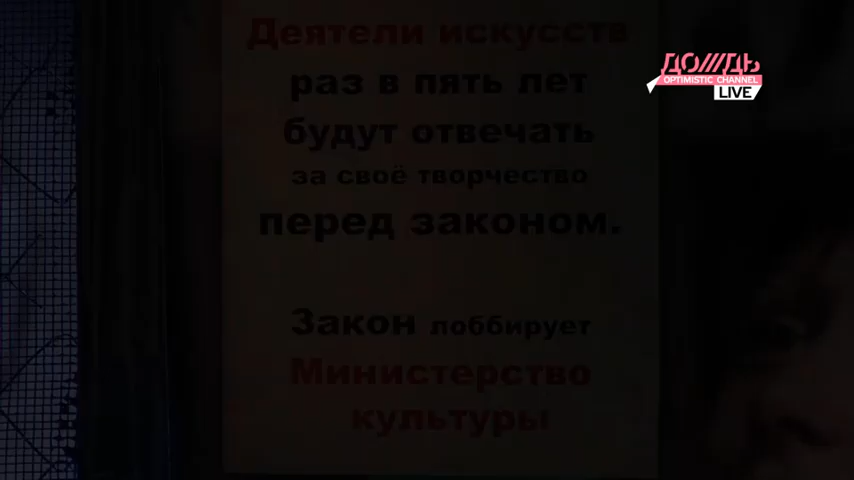 Деятели искусств
раз в пять лет
будут отвечать
за своё творчество
перед законом.
Закон лоббирует
Министерство
культуры
ДОЖДЬ
OPTIMISTIC CHANNEL
LIVE